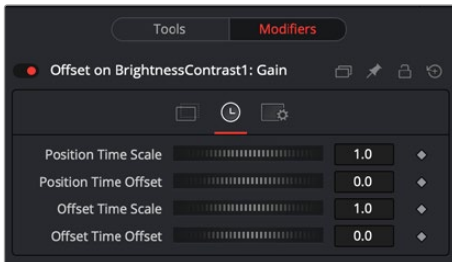 Tools Modifiers
Offset on BrightnessContrast1: Gain
Position Time Scale 1.0
Position Time Offset 0.0
Offset Time Scale 1.0
Offset Time Offset 0.0